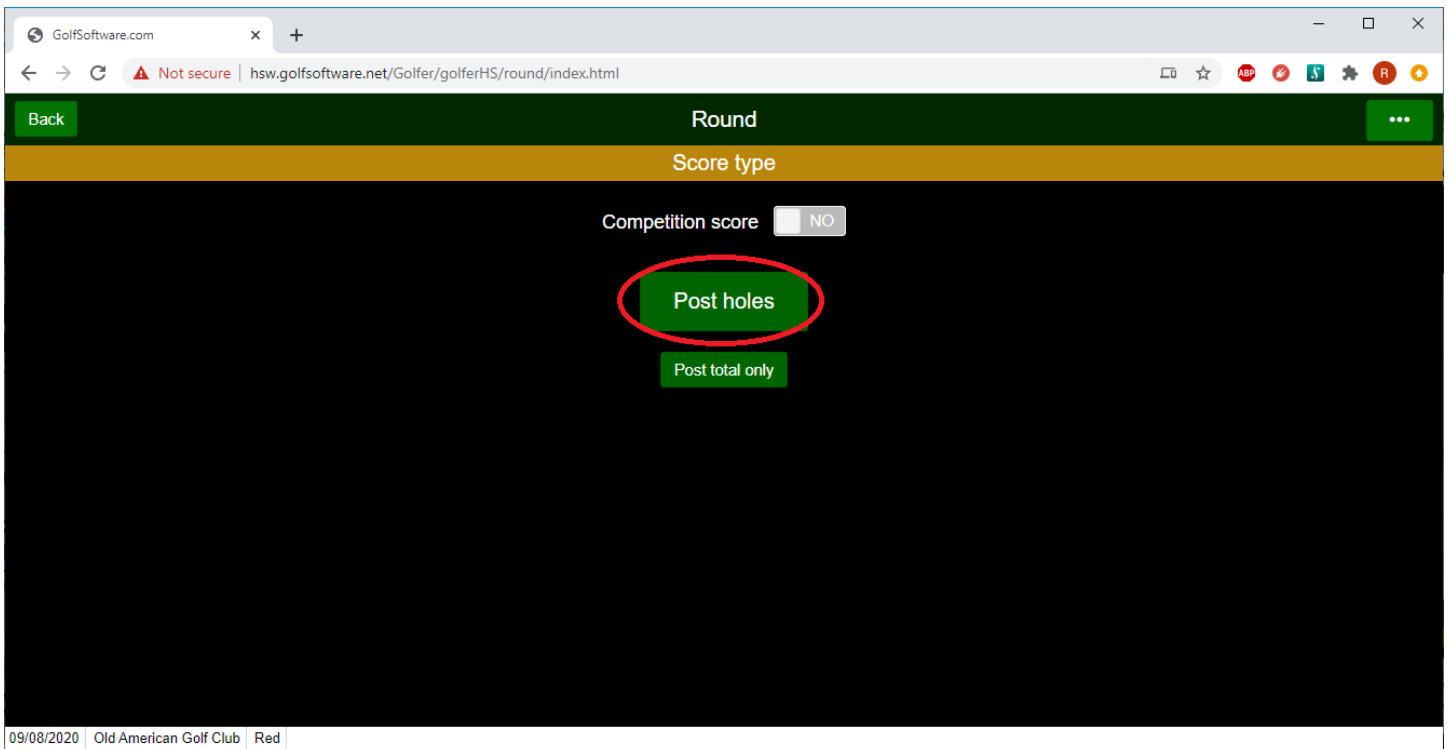 GolfSoftware.com
Not secure | hsw.golfsoftware.net/Golfer/golferHS/round/index.html ABP S R
Back Round •••
Score type
Competition score NO
Post holes
Post total only
09/08/2020 Old American Golf Club Red